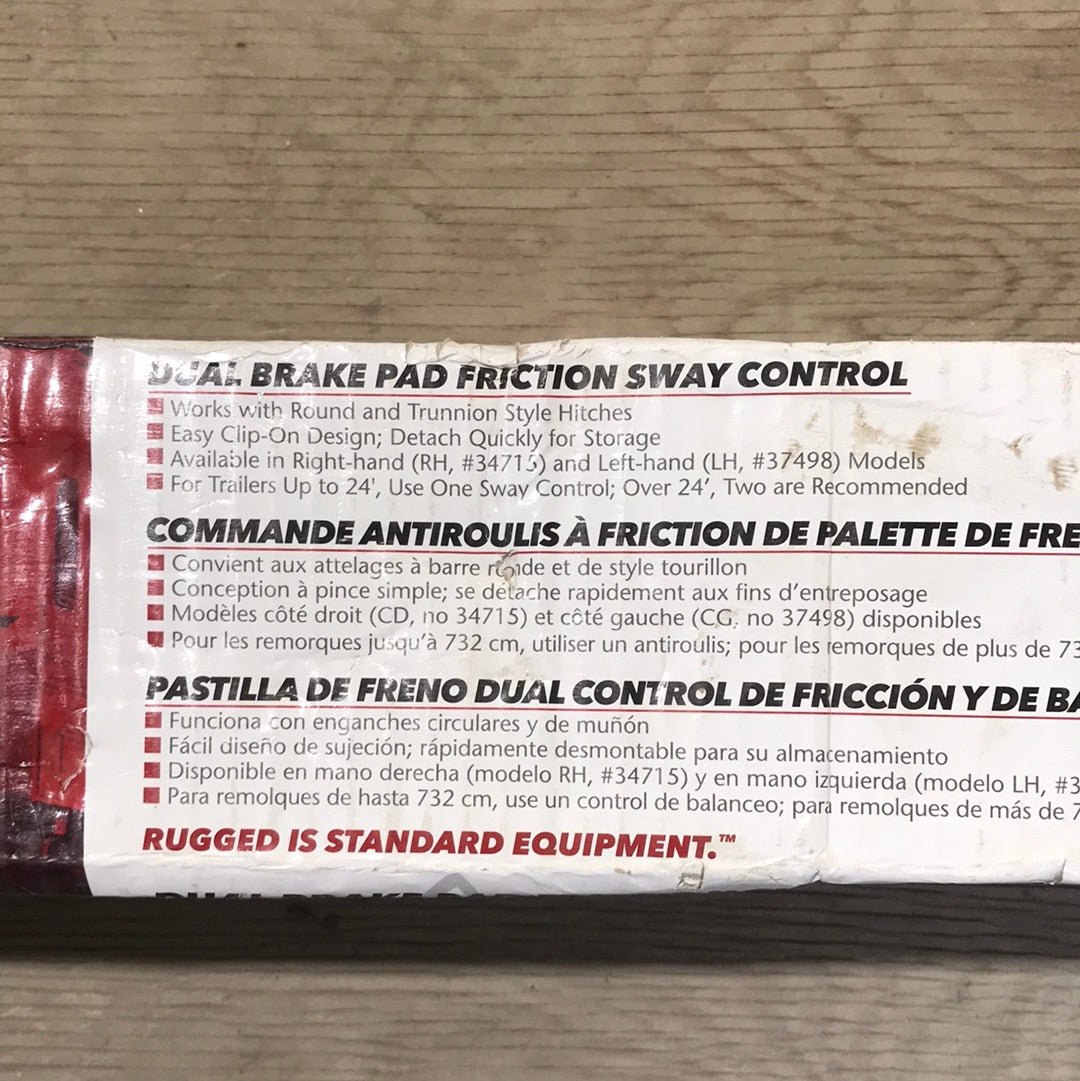 DUAL BRAKE PAD FRICTION SWAY CONTROL
Works with Round and Trunnion Style Hitches
Easy Clip-On Design; Detach Quickly for Storage
Available in Right-hand (RH, #34715) and Left-hand (LH, #37498) Models
For Trailers Up to 24', Use One Sway Control; Over 24', Two are Recommended
COMMANDE ANTIROULIS À FRICTION DE PALETTE DE FRE
Convient aux attelages à barre ronde et de style tourillon
Conception à pince simple; se détache rapidement aux fins d'entreposage
Modèles côté droit (CD, no 34715) et côté gauche (CG, no 37498) disponibles
Pour les remorques jusqu'à 732 cm, utiliser un antiroulis; pour les remorques de plus de 73
PASTILLA DE FRENO DUAL CONTROL DE FRICCIÓN Y DE BA
Funciona con enganches circulares y de muñón
Fácil diseño de sujeción; rápidamente desmontable para su almacenamiento
Disponible en mano derecha (modelo RH, #34715) y en mano izquierda (modelo LH, #3
Para remolques de hasta 732 cm, use un control de balanceo; para remolques de más de 7
RUGGED IS STANDARD EQUIPMENT.™
DUAL BRAKE